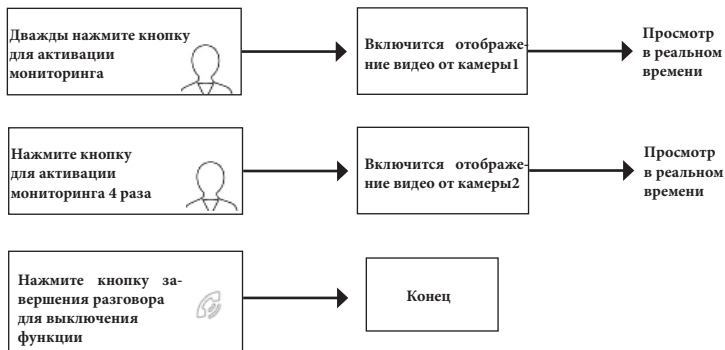 Дважды нажмите кнопку
для активации
мониторинга
Включится отображе-
ние видео от камеры1
Просмотр
в реальном
времени
Нажмите кнопку
для активации
мониторинга 4 раза
Включится отображе-
ние видео от камеры2
Просмотр
в реальном
времени
Нажмите кнопку за-
вершения разговора
для выключения
функции
Конец